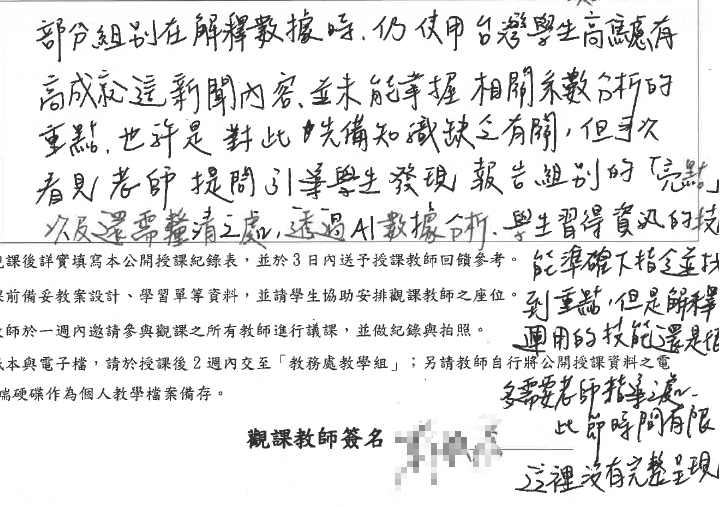 部分組別在解釋數據時,仍使用台灣學生高焦慮有
高成就這新聞內容,並未能掌握相關係數分析的
重點,也許是對此先備知識缺乏有關,但多次
看見老師提問引導學生發現報告組別的「亮點」
以及還需釐清之處,透過AI數據分析,學生習得資訊的技
能準確下指令並找
到重點,但是解釋
運用的技能還是很
多需要老師指導之處,
此節時間有限
這裡沒有完整呈現
課後詳實填寫本公開授課紀錄表,並於3日內送予授課教師回饋參考。
課前備妥教案設計、學習單等資料,並請學生協助安排觀課教師之座位。
教師於一週內邀請參與觀課之所有教師進行議課,並做紀錄與拍照。
紙本與電子檔,請於授課後2週內交至「教務處教學組」;另請教師自行將公開授課資料之電
端硬碟作為個人教學檔案備存。
觀課教師簽名